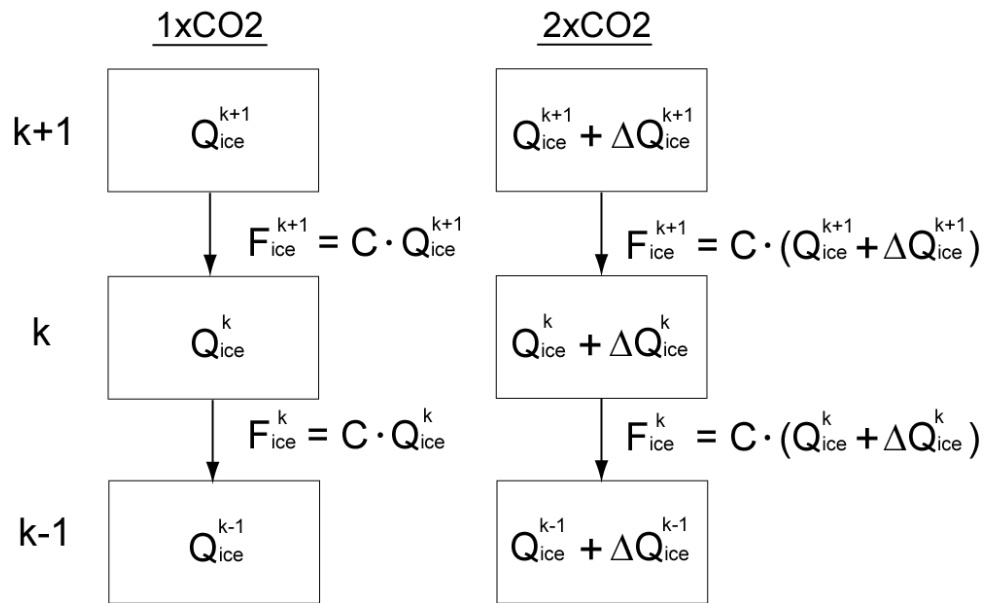 1xCO2 2xCO2
k+1 Q_ice^k+1 Q_ice^k+1 + ΔQ_ice^k+1
F_ice^k+1 = C · Q_ice^k+1 F_ice^k+1 = C · (Q_ice^k+1 + ΔQ_ice^k+1)
k Q_ice^k Q_ice^k + ΔQ_ice^k
F_ice^k = C · Q_ice^k F_ice^k = C · (Q_ice^k + ΔQ_ice^k)
k-1 Q_ice^k-1 Q_ice^k-1 + ΔQ_ice^k-1